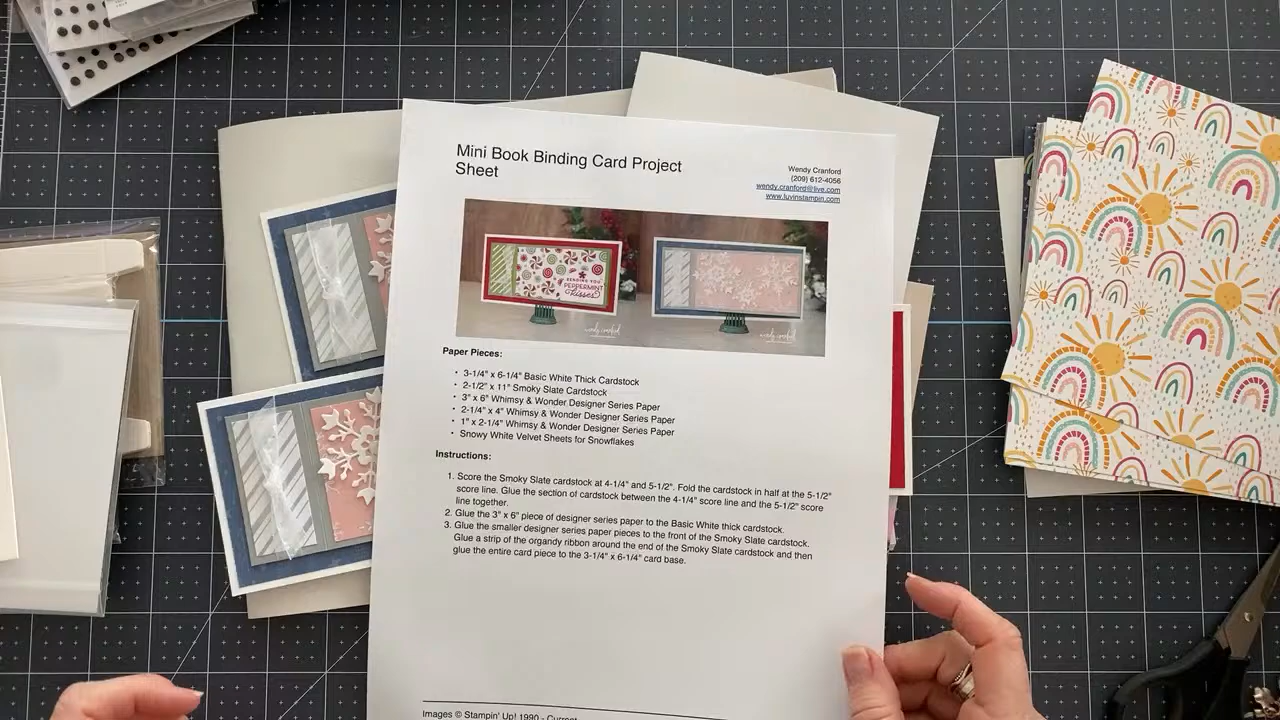 Mini Book Binding Card Project
Sheet
Wendy Cranford
(209) 612-4056
wendy.cranford@live.com
www.luvinstampin.com
SENDING YOU
PEPPERMINT
kisses
wendy cranford
wendy cranford
Paper Pieces:
• 3-1/4" x 6-1/4" Basic White Thick Cardstock
• 2-1/2" x 11" Smoky Slate Cardstock
• 3" x 6" Whimsy & Wonder Designer Series Paper
• 2-1/4" x 4" Whimsy & Wonder Designer Series Paper
• 1" x 2-1/4" Whimsy & Wonder Designer Series Paper
• Snowy White Velvet Sheets for Snowflakes
Instructions:
1. Score the Smoky Slate cardstock at 4-1/4" and 5-1/2". Fold the cardstock in half at the 5-1/2"
score line. Glue the section of cardstock between the 4-1/4" score line and the 5-1/2" score
line together.
2. Glue the 3" x 6" piece of designer series paper to the Basic White thick cardstock.
3. Glue the smaller designer series paper pieces to the front of the Smoky Slate cardstock.
Glue a strip of the organdy ribbon around the end of the Smoky Slate cardstock and then
glue the entire card piece to the 3-1/4" x 6-1/4" card base.
Images © Stampin' Up! 1990 - Current